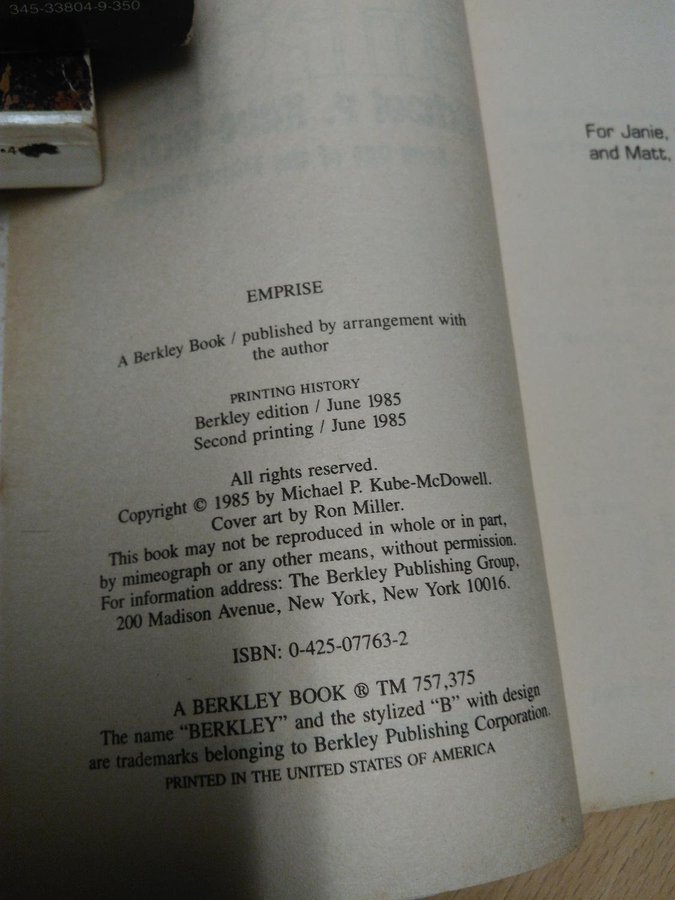 345-33804-9-350
EMPRISE
A Berkley Book / published by arrangement with
the author
PRINTING HISTORY
Berkley edition / June 1985
Second printing / June 1985
All rights reserved.
Copyright © 1985 by Michael P. Kube-McDowell.
Cover art by Ron Miller.
This book may not be reproduced in whole or in part,
by mimeograph or any other means, without permission.
For information address: The Berkley Publishing Group,
200 Madison Avenue, New York, New York 10016.
ISBN: 0-425-07763-2
A BERKLEY BOOK ® TM 757,375
The name "BERKLEY" and the stylized "B" with design
are trademarks belonging to Berkley Publishing Corporation.
PRINTED IN THE UNITED STATES OF AMERICA
For Janie,
and Matt,